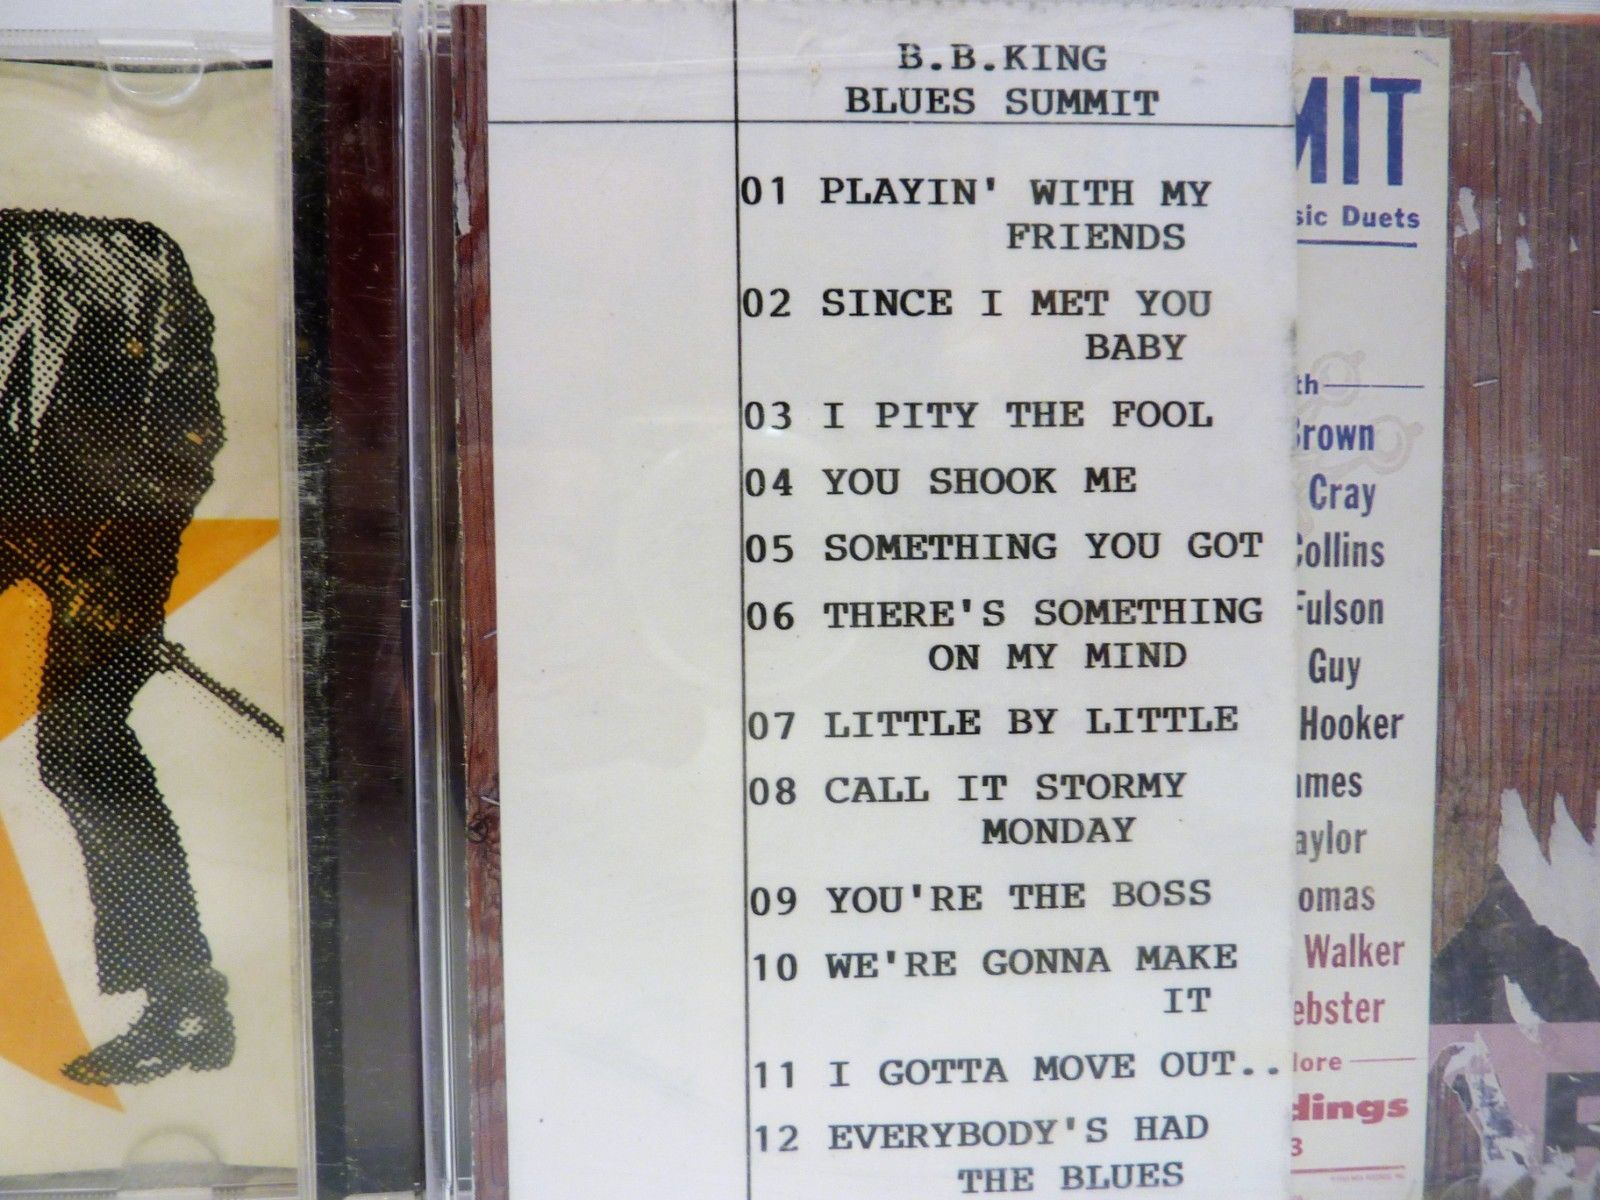 B.B.KING
BLUES SUMMIT
01 PLAYIN' WITH MY
FRIENDS
02 SINCE I MET YOU
BABY
03 I PITY THE FOOL
04 YOU SHOOK ME
05 SOMETHING YOU GOT
06 THERE'S SOMETHING
ON MY MIND
07 LITTLE BY LITTLE
08 CALL IT STORMY
MONDAY
09 YOU'RE THE BOSS
10 WE'RE GONNA MAKE
IT
11 I GOTTA MOVE OUT..
12 EVERYBODY'S HAD
THE BLUES
MIT
sic Duets
th
Brown
Cray
Collins
Fulson
Guy
Hooker
ames
aylor
omas
Walker
ebster
More
dings
3